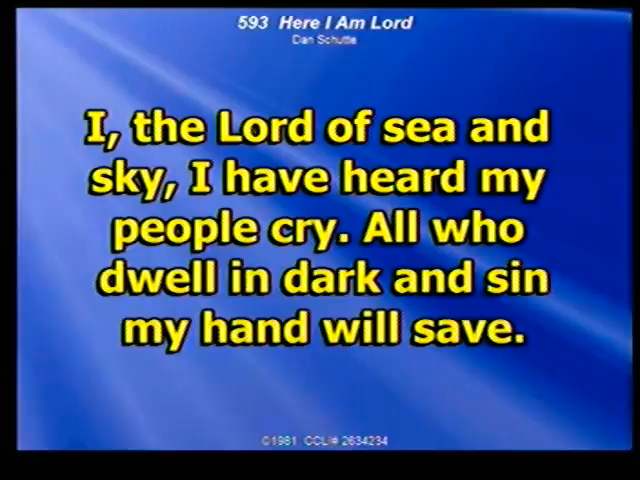 593 Here I Am Lord
Dan Schutte
I, the Lord of sea and
sky, I have heard my
people cry. All who
dwell in dark and sin
my hand will save.
©1981 CCLI# 2634234